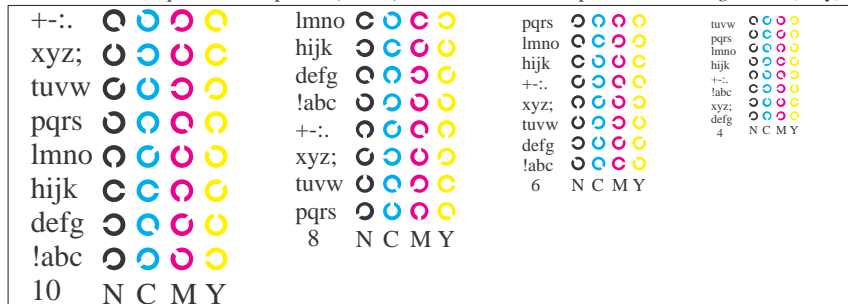 +-:.
xyz;
tuvw
pqrs
lmno
hijk
defg
!abc
10 N C M Y
lmno
hijk
defg
!abc
+-:.
xyz;
tuvw
pqrs
8 N C M Y
pqrs
lmno
hijk
+-:.
xyz;
tuvw
defg
!abc
6 N C M Y
tuvw
pqrs
lmno
hijk
+-:.
!abc
xyz;
defg
4 N C M Y